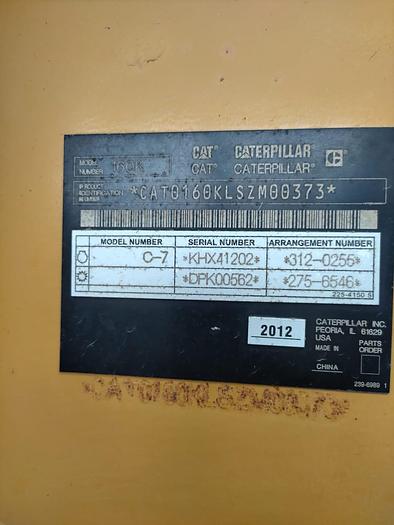 MODEL NUMBER 160K
CAT CATERPILLAR C
CAT CATERPILLAR
PRODUCT IDENTIFICATION NUMBER *CAT0160KLSZM00373*
MODEL NUMBER SERIAL NUMBER ARRANGEMENT NUMBER
C-7 *KHX41202* *312-0255*
*DPK00562* *275-6546*
225-4150 5
2012
CATERPILLAR INC.
PEORIA, IL 61629
USA
MADE IN
CHINA
PARTS ORDER
239-6989 1
*CAT0160KLSZM00373*